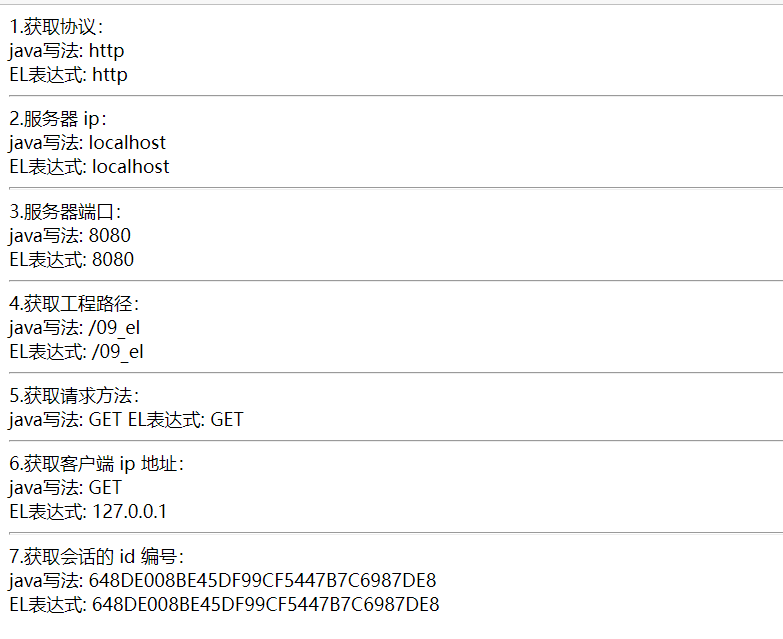 1.获取协议：
java写法: http
EL表达式: http
2.服务器 ip：
java写法: localhost
EL表达式: localhost
3.服务器端口：
java写法: 8080
EL表达式: 8080
4.获取工程路径：
java写法: /09_el
EL表达式: /09_el
5.获取请求方法：
java写法: GET EL表达式: GET
6.获取客户端 ip 地址：
java写法: GET
EL表达式: 127.0.0.1
7.获取会话的 id 编号：
java写法: 648DE008BE45DF99CF5447B7C6987DE8
EL表达式: 648DE008BE45DF99CF5447B7C6987DE8